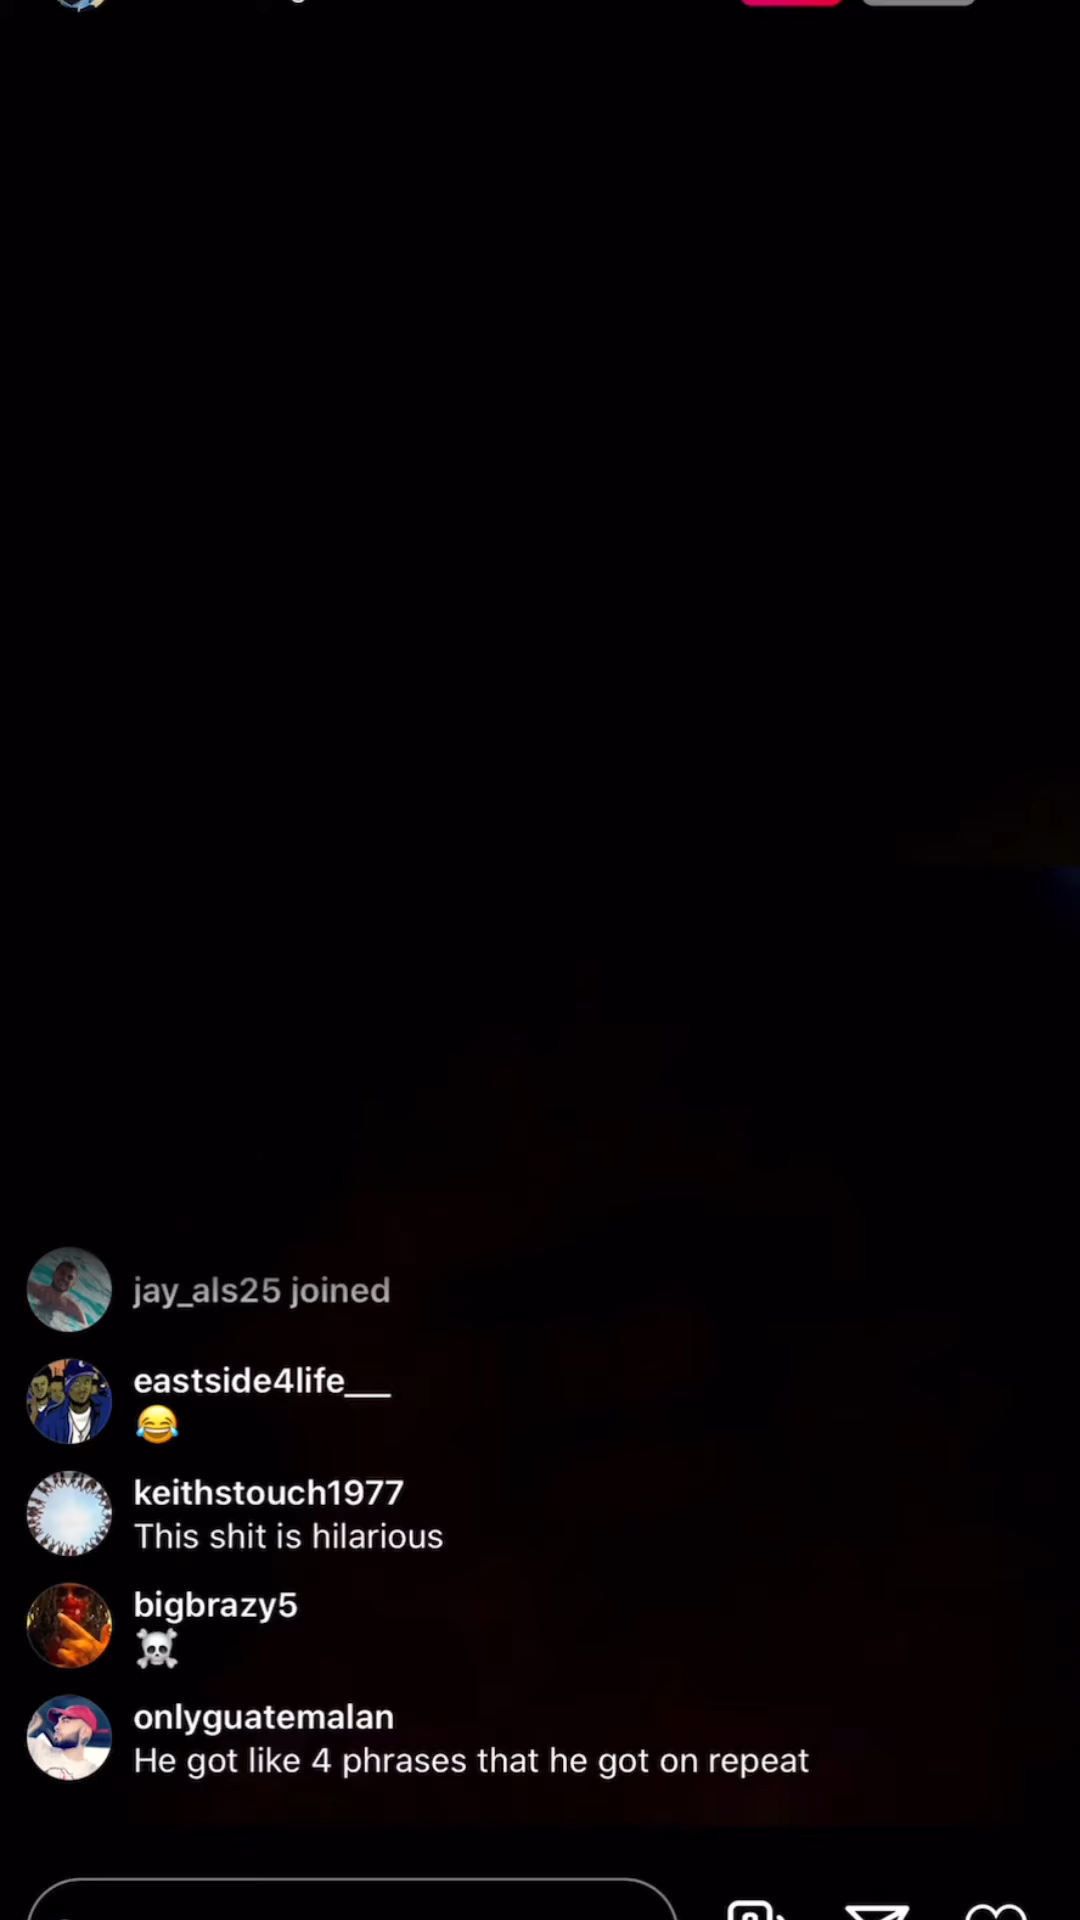 jay_als25 joined
eastside4life___
😂
keithstouch1977
This shit is hilarious
bigbrazy5
☠️
onlyguatemalan
He got like 4 phrases that he got on repeat